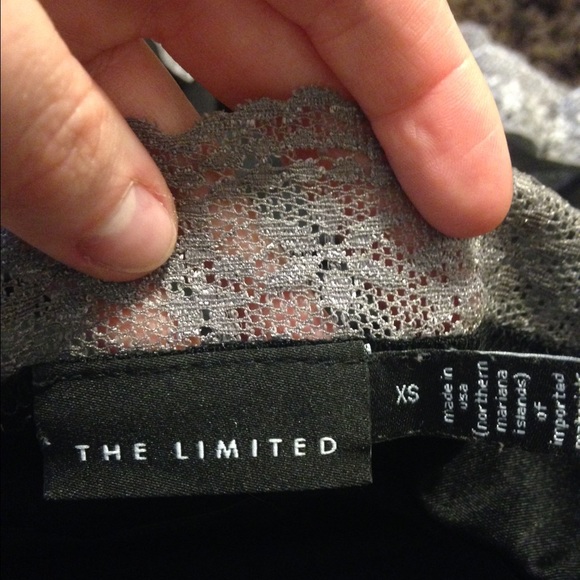 THE LIMITED
XS
made in
usa
(northern
mariana
islands)
of
imported